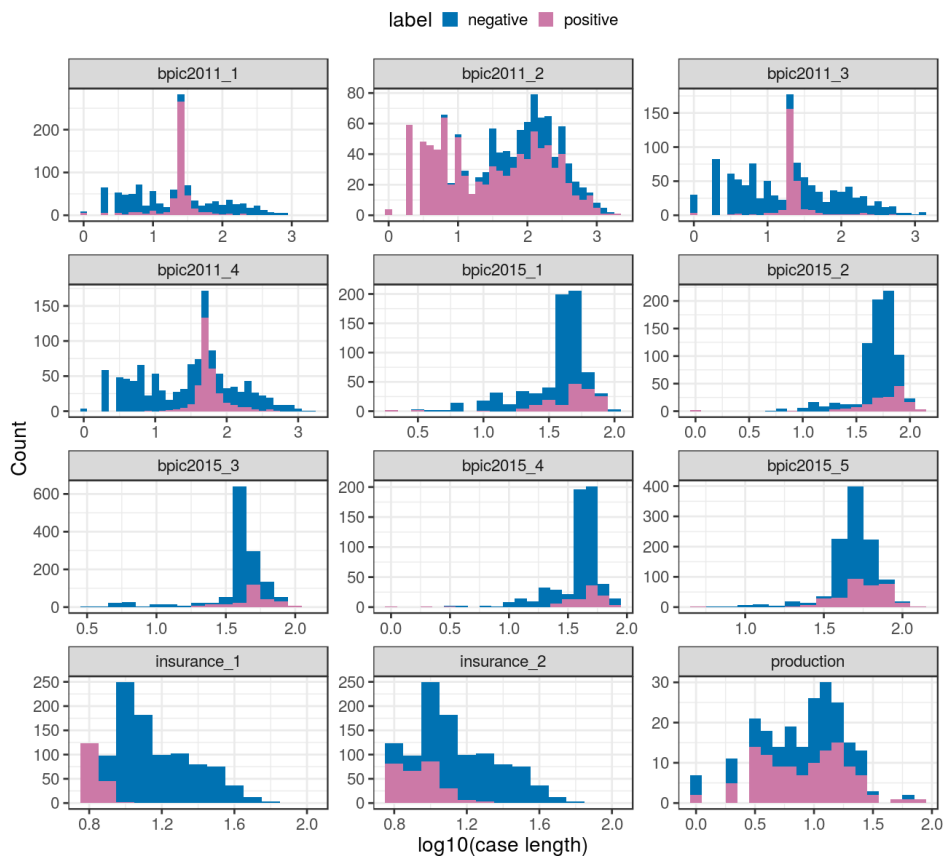 label negative positive
bpic2011_1 bpic2011_2 bpic2011_3
200
100
0
0 1 2 3
80
60
40
20
0
0 1 2 3
150
100
50
0
0 1 2 3
bpic2011_4 bpic2015_1 bpic2015_2
150
100
50
0
0 1 2 3
200
150
100
50
0
0.5 1.0 1.5 2.0
200
150
100
50
0
0.0 0.5 1.0 1.5 2.0
Count
bpic2015_3 bpic2015_4 bpic2015_5
600
400
200
0
0.5 1.0 1.5 2.0
200
150
100
50
0
0.0 0.5 1.0 1.5 2.0
400
300
200
100
0
1.0 1.5 2.0
insurance_1 insurance_2 production
250
200
150
100
50
0
0.8 1.2 1.6 2.0
250
200
150
100
50
0
0.8 1.2 1.6 2.0
30
20
10
0
0.0 0.5 1.0 1.5 2.0
log10(case length)